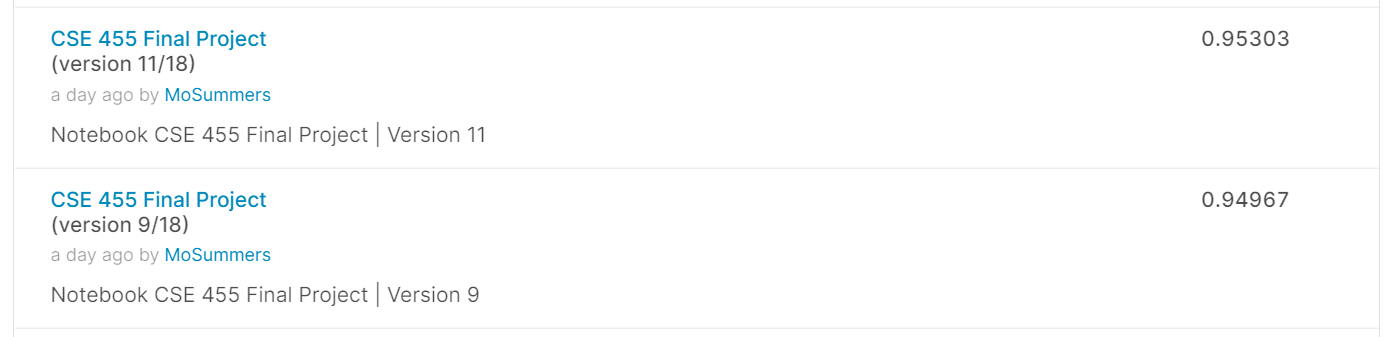 CSE 455 Final Project
0.95303
(version 11/18)
a day ago by MoSummers
Notebook CSE 455 Final Project | Version 11
CSE 455 Final Project
0.94967
(version 9/18)
a day ago by MoSummers
Notebook CSE 455 Final Project | Version 9